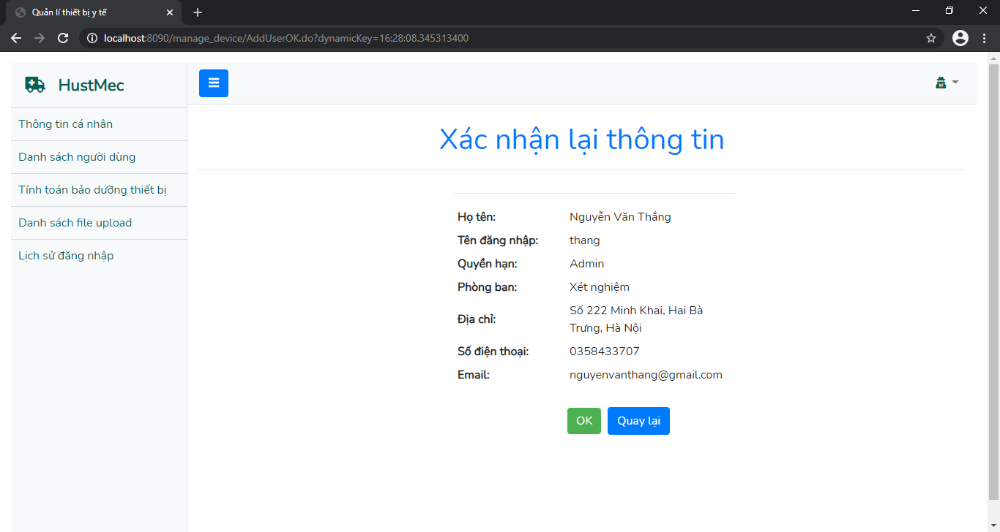 Quản lí thiết bị y tế
localhost:8090/manage_device/AddUserOK.do?dynamicKey=16:28:08.345313400
HustMec
Thông tin cá nhân
Danh sách người dùng
Tính toán bảo dưỡng thiết bị
Danh sách file upload
Lịch sử đăng nhập
Xác nhận lại thông tin
Họ tên: Nguyễn Văn Thắng
Tên đăng nhập: thang
Quyền hạn: Admin
Phòng ban: Xét nghiệm
Địa chỉ: Số 222 Minh Khai, Hai Bà
Trưng, Hà Nội
Số điện thoại: 0358433707
Email: nguyenvanthang@gmail.com
OK Quay lại